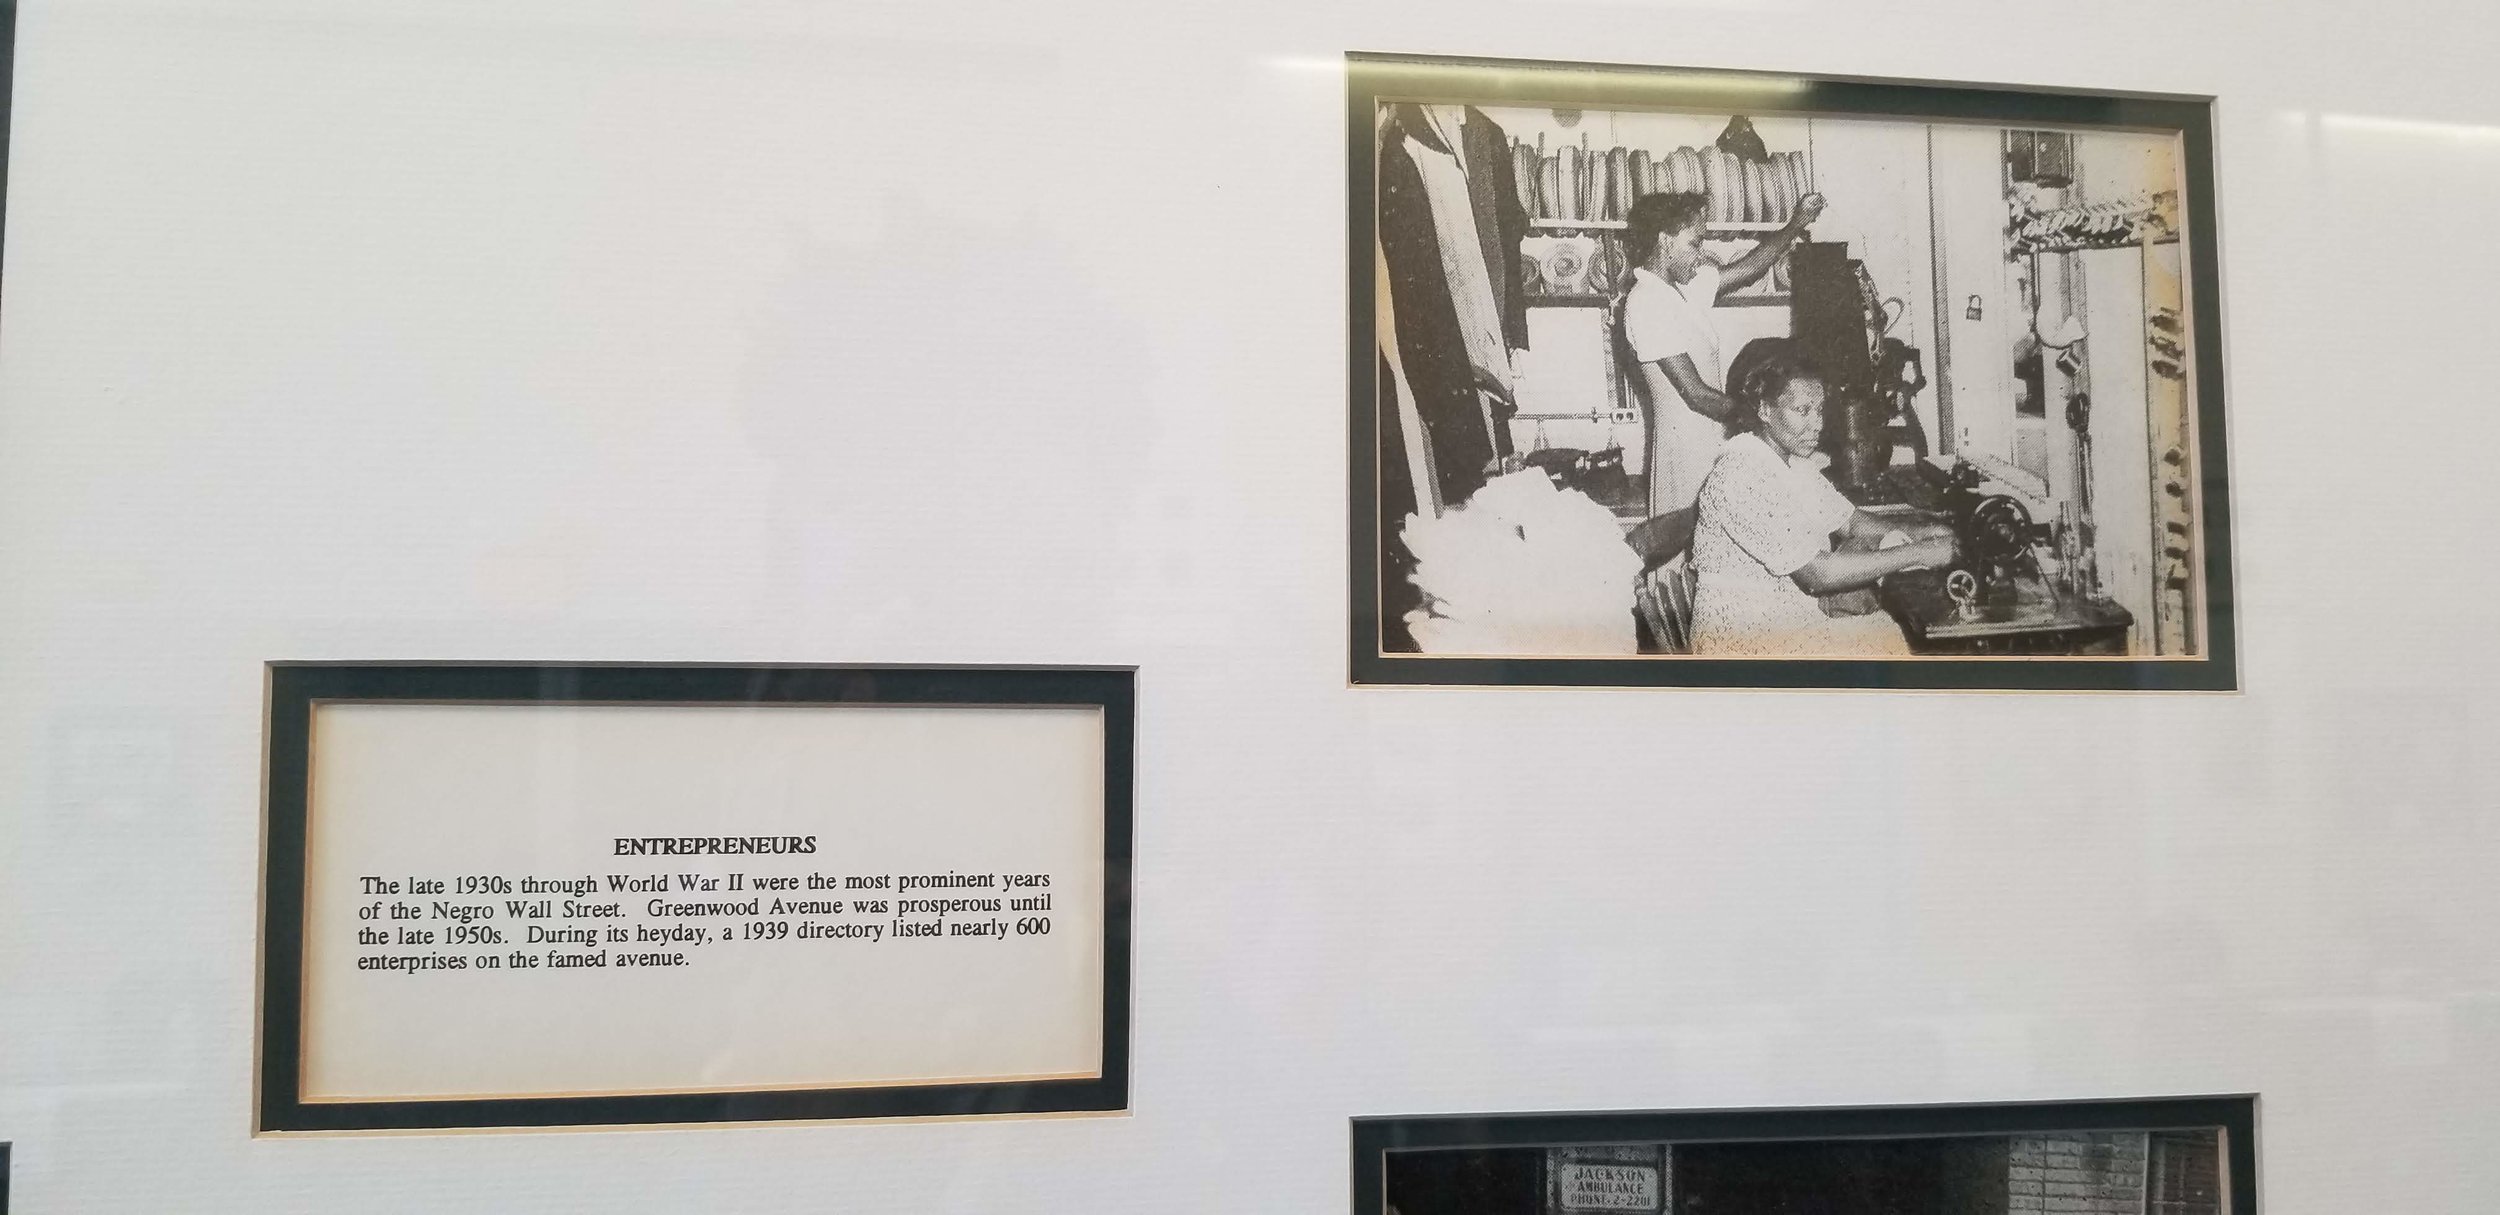 ENTREPRENEURS
The late 1930s through World War II were the most prominent years
of the Negro Wall Street. Greenwood Avenue was prosperous until
the late 1950s. During its heyday, a 1939 directory listed nearly 600
enterprises on the famed avenue.
JACKSON
AMBULANCE
PHONE 2-2201